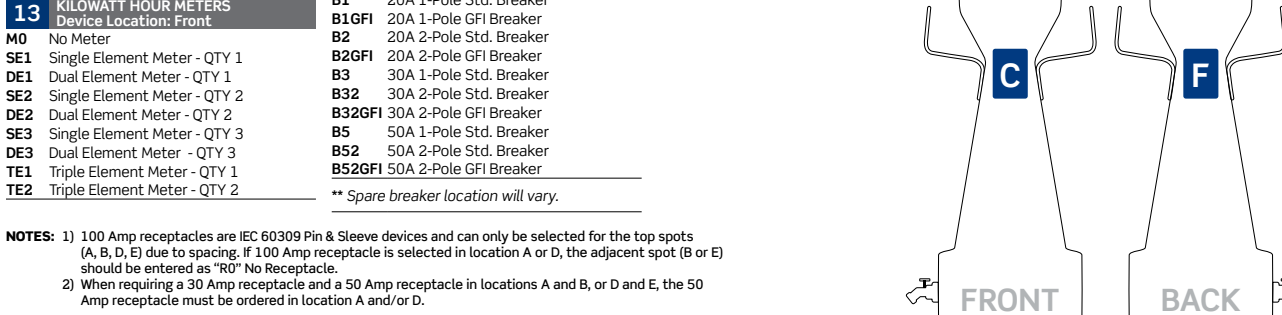 13 KILOWATT HOUR METERS
Device Location: Front
M0 No Meter
SE1 Single Element Meter - QTY 1
DE1 Dual Element Meter - QTY 1
SE2 Single Element Meter - QTY 2
DE2 Dual Element Meter - QTY 2
SE3 Single Element Meter - QTY 3
DE3 Dual Element Meter - QTY 3
TE1 Triple Element Meter - QTY 1
TE2 Triple Element Meter - QTY 2
B1 20A 1-Pole Std. Breaker
B1GFI 20A 1-Pole GFI Breaker
B2 20A 2-Pole Std. Breaker
B2GFI 20A 2-Pole GFI Breaker
B3 30A 1-Pole Std. Breaker
B32 30A 2-Pole Std. Breaker
B32GFI 30A 2-Pole GFI Breaker
B5 50A 1-Pole Std. Breaker
B52 50A 2-Pole Std. Breaker
B52GFI 50A 2-Pole GFI Breaker
** Spare breaker location will vary.
NOTES: 1) 100 Amp receptacles are IEC 60309 Pin & Sleeve devices and can only be selected for the top spots
(A, B, D, E) due to spacing. If 100 Amp receptacle is selected in location A or D, the adjacent spot (B or E)
should be entered as “R0” No Receptacle.
2) When requiring a 30 Amp receptacle and a 50 Amp receptacle in locations A and B, or D and E, the 50
Amp receptacle must be ordered in location A and/or D.
C
F
FRONT
BACK